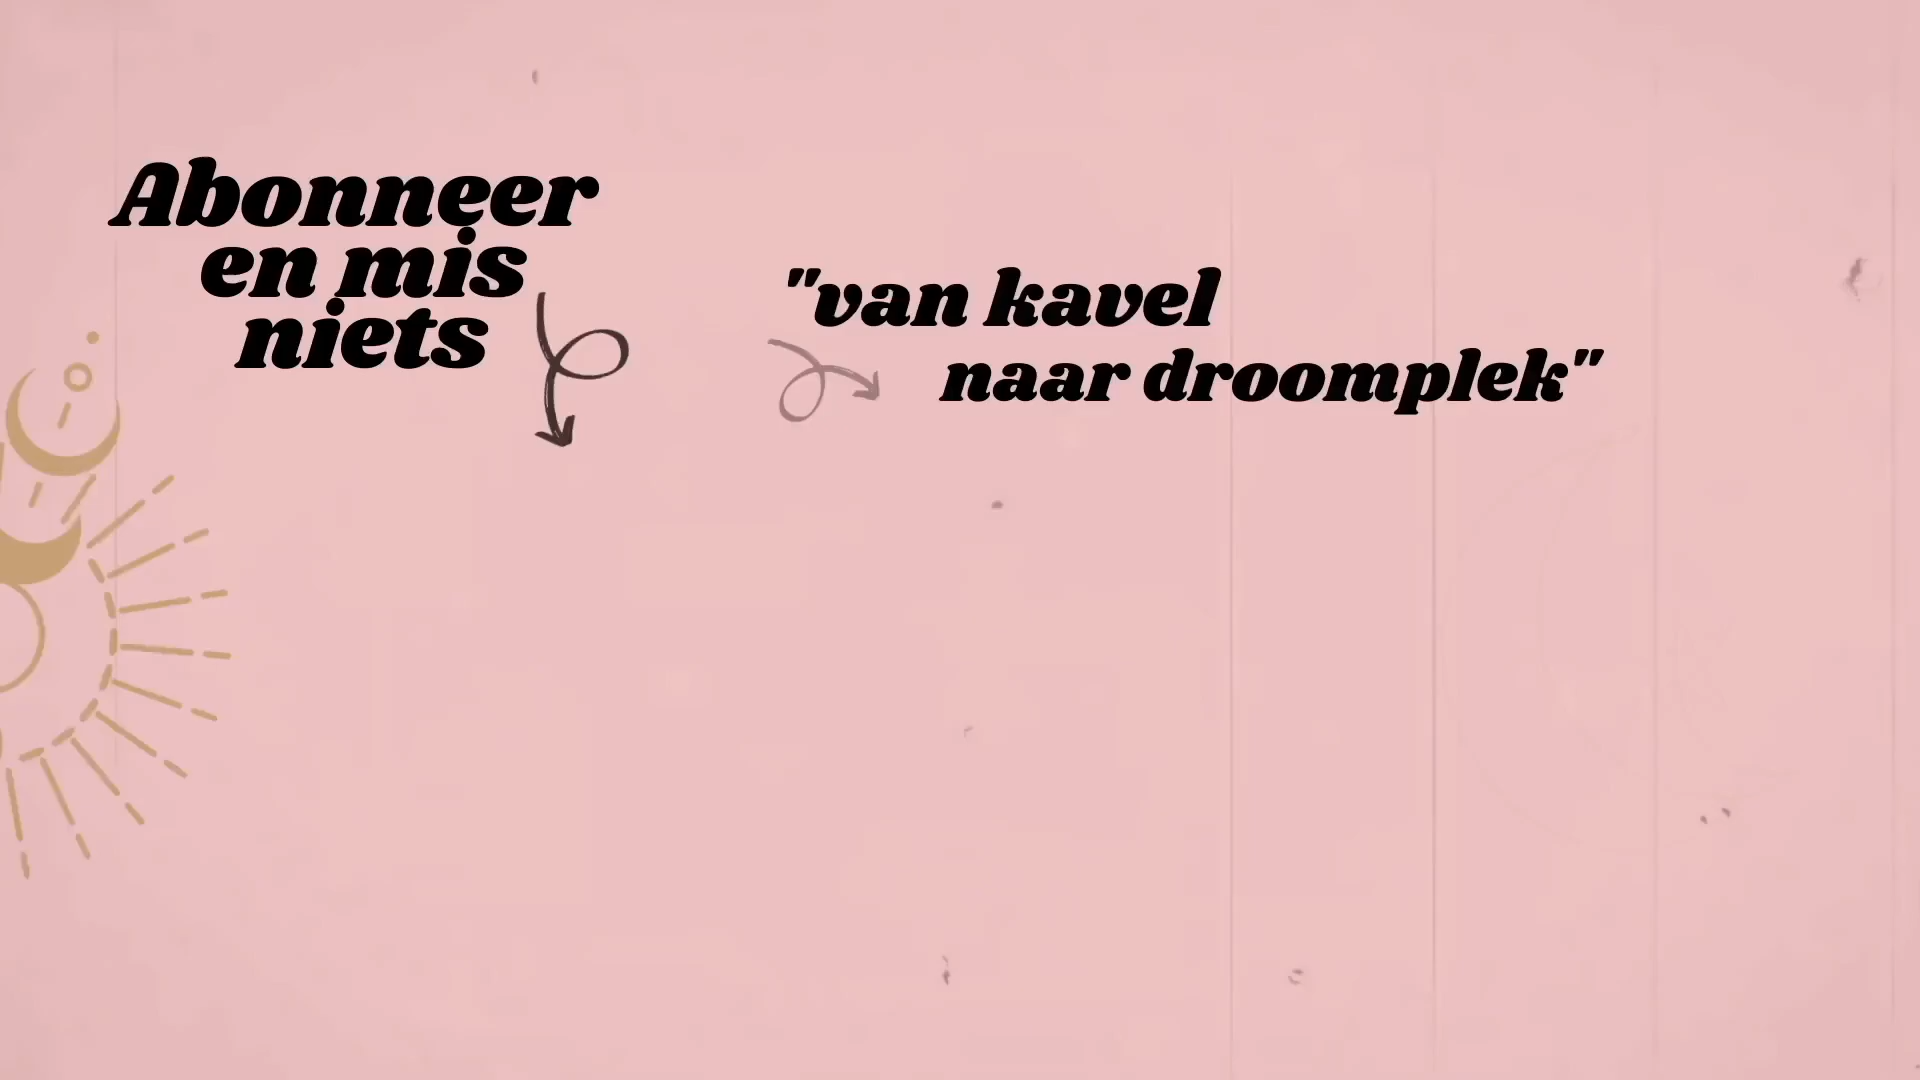 Abonneer
en mis
niets
"van kavel
naar droomplek"